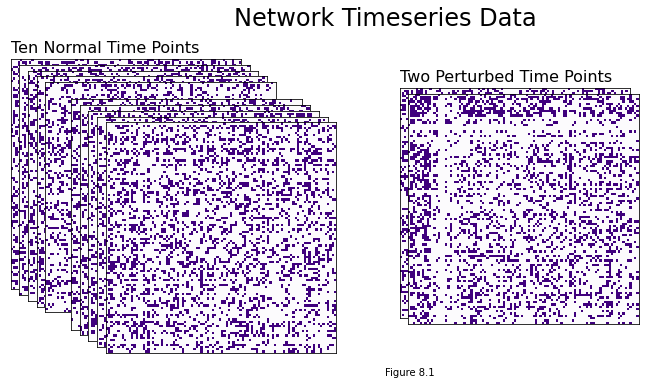 Network Timeseries Data
Ten Normal Time Points
Two Perturbed Time Points
Figure 8.1